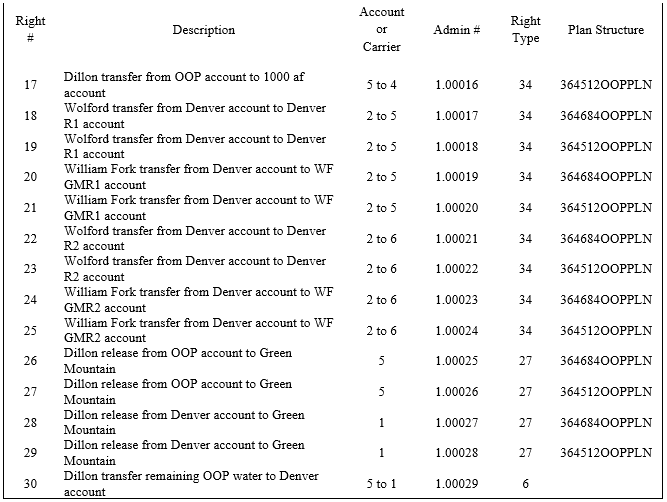 Right # Description Account or Carrier Admin # Right Type Plan Structure
17 Dillon transfer from OOP account to 1000 af account 5 to 4 1.00016 34 364512OOPPLN
18 Wolford transfer from Denver account to Denver R1 account 2 to 5 1.00017 34 364684OOPPLN
19 Wolford transfer from Denver account to Denver R1 account 2 to 5 1.00018 34 364512OOPPLN
20 William Fork transfer from Denver account to WF GMR1 account 2 to 5 1.00019 34 364684OOPPLN
21 William Fork transfer from Denver account to WF GMR1 account 2 to 5 1.00020 34 364512OOPPLN
22 Wolford transfer from Denver account to Denver R2 account 2 to 6 1.00021 34 364684OOPPLN
23 Wolford transfer from Denver account to Denver R2 account 2 to 6 1.00022 34 364512OOPPLN
24 William Fork transfer from Denver account to WF GMR2 account 2 to 6 1.00023 34 364684OOPPLN
25 William Fork transfer from Denver account to WF GMR2 account 2 to 6 1.00024 34 364512OOPPLN
26 Dillon release from OOP account to Green Mountain 5 1.00025 27 364684OOPPLN
27 Dillon release from OOP account to Green Mountain 5 1.00026 27 364512OOPPLN
28 Dillon release from Denver account to Green Mountain 1 1.00027 27 364684OOPPLN
29 Dillon release from Denver account to Green Mountain 1 1.00028 27 364512OOPPLN
30 Dillon transfer remaining OOP water to Denver account 5 to 1 1.00029 6